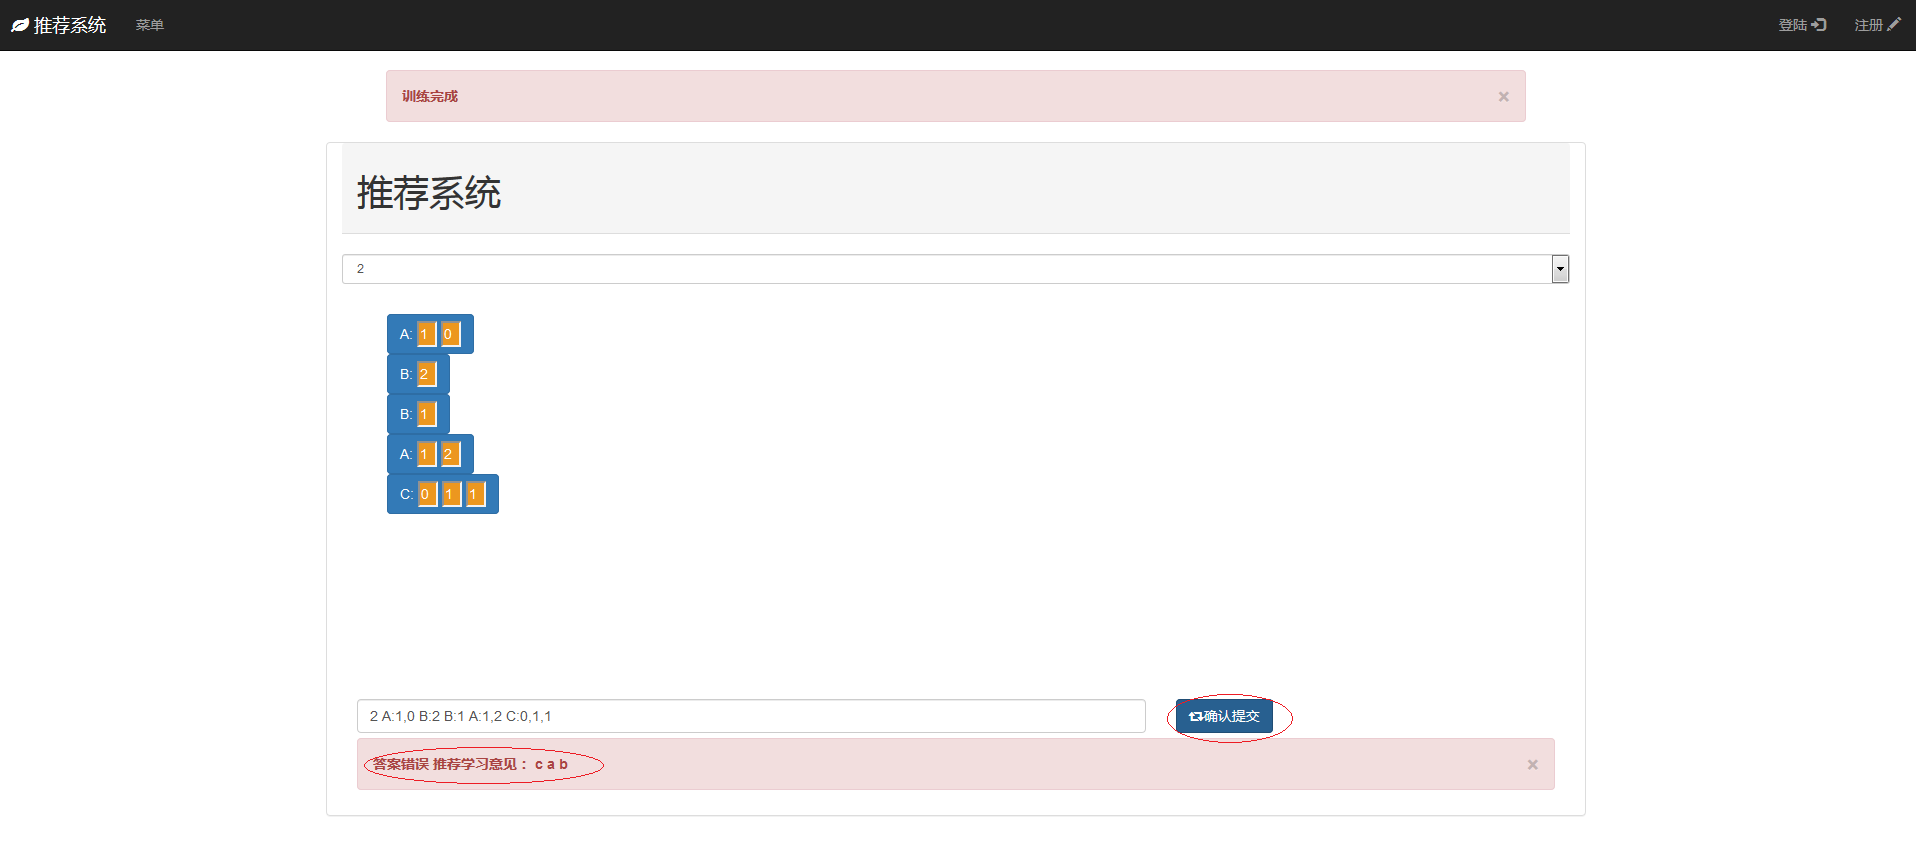 推荐系统 菜单 登陆 注册
训练完成 ×
推荐系统
2
A: 1 0
B: 2
B: 1
A: 1 2
C: 0 1 1
2 A:1,0 B:2 B:1 A:1,2 C:0,1,1 确认提交
答案错误 推荐学习意见： c a b ×